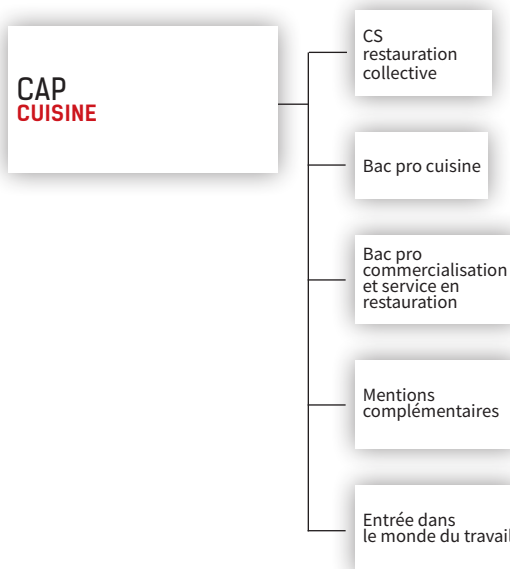 CAP
CUISINE
CS
restauration
collective
Bac pro cuisine
Bac pro
commercialisation
et service en
restauration
Mentions
complémentaires
Entrée dans
le monde du travail